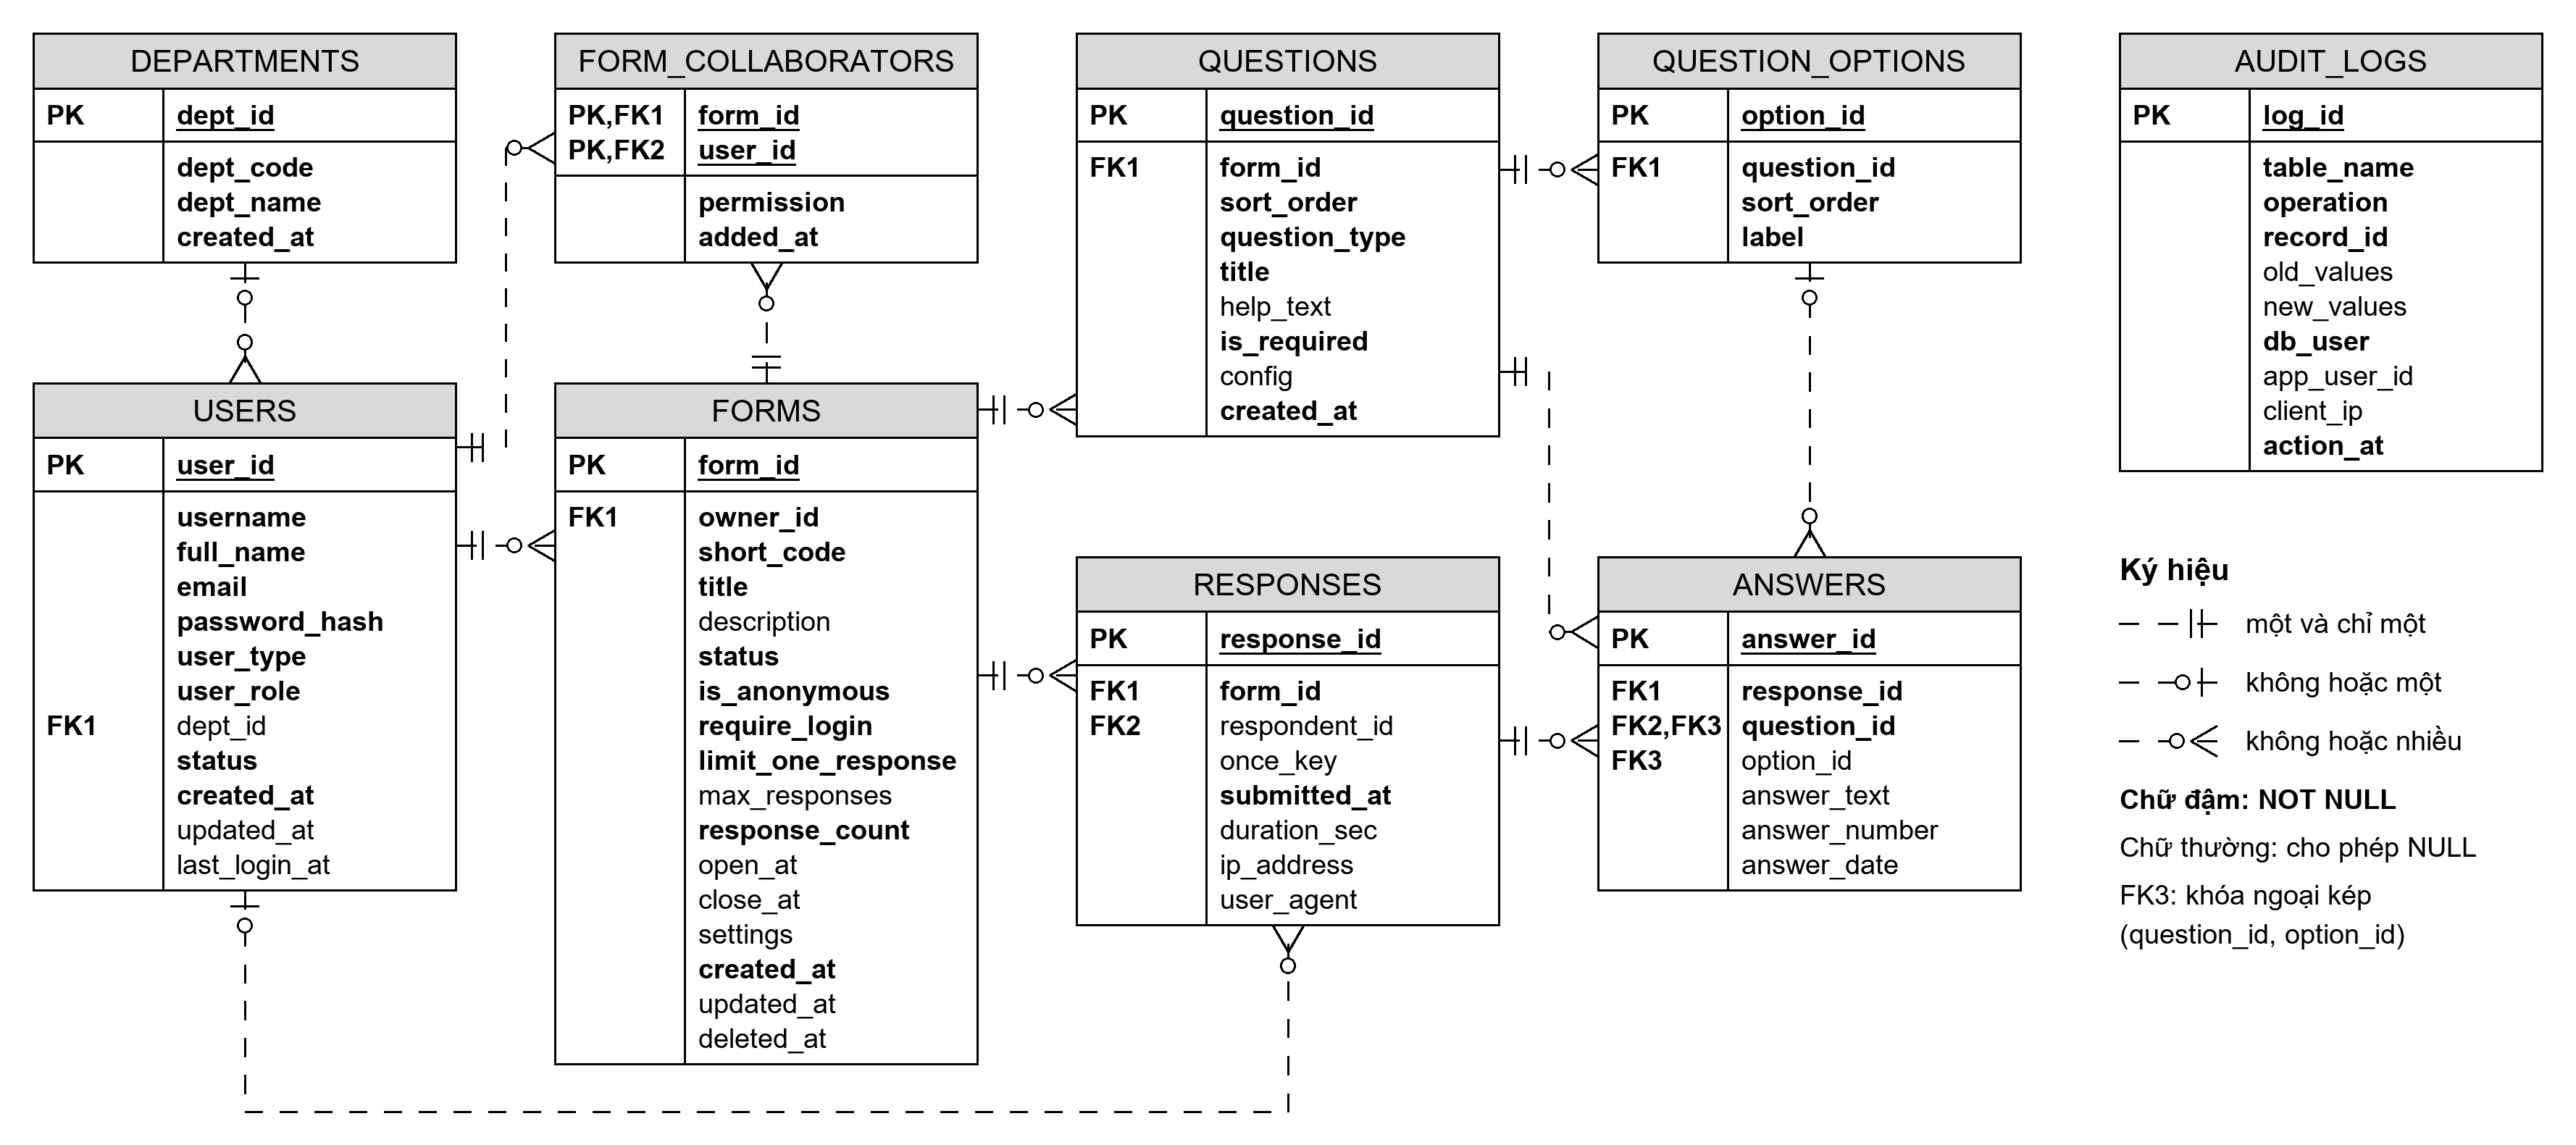 DEPARTMENTS
PK dept_id
dept_code
dept_name
created_at
FORM_COLLABORATORS
PK,FK1 form_id
PK,FK2 user_id
permission
added_at
QUESTIONS
PK question_id
FK1 form_id
sort_order
question_type
title
help_text
is_required
config
created_at
QUESTION_OPTIONS
PK option_id
FK1 question_id
sort_order
label
AUDIT_LOGS
PK log_id
table_name
operation
record_id
old_values
new_values
db_user
app_user_id
client_ip
action_at
USERS
PK user_id
username
full_name
email
password_hash
user_type
user_role
FK1 dept_id
status
created_at
updated_at
last_login_at
FORMS
PK form_id
FK1 owner_id
short_code
title
description
status
is_anonymous
require_login
limit_one_response
max_responses
response_count
open_at
close_at
settings
created_at
updated_at
deleted_at
RESPONSES
PK response_id
FK1 form_id
FK2 respondent_id
once_key
submitted_at
duration_sec
ip_address
user_agent
ANSWERS
PK answer_id
FK1 response_id
FK2,FK3 question_id
FK3 option_id
answer_text
answer_number
answer_date
Ký hiệu
một và chỉ một
không hoặc một
không hoặc nhiều
Chữ đậm: NOT NULL
Chữ thường: cho phép NULL
FK3: khóa ngoại kép
(question_id, option_id)